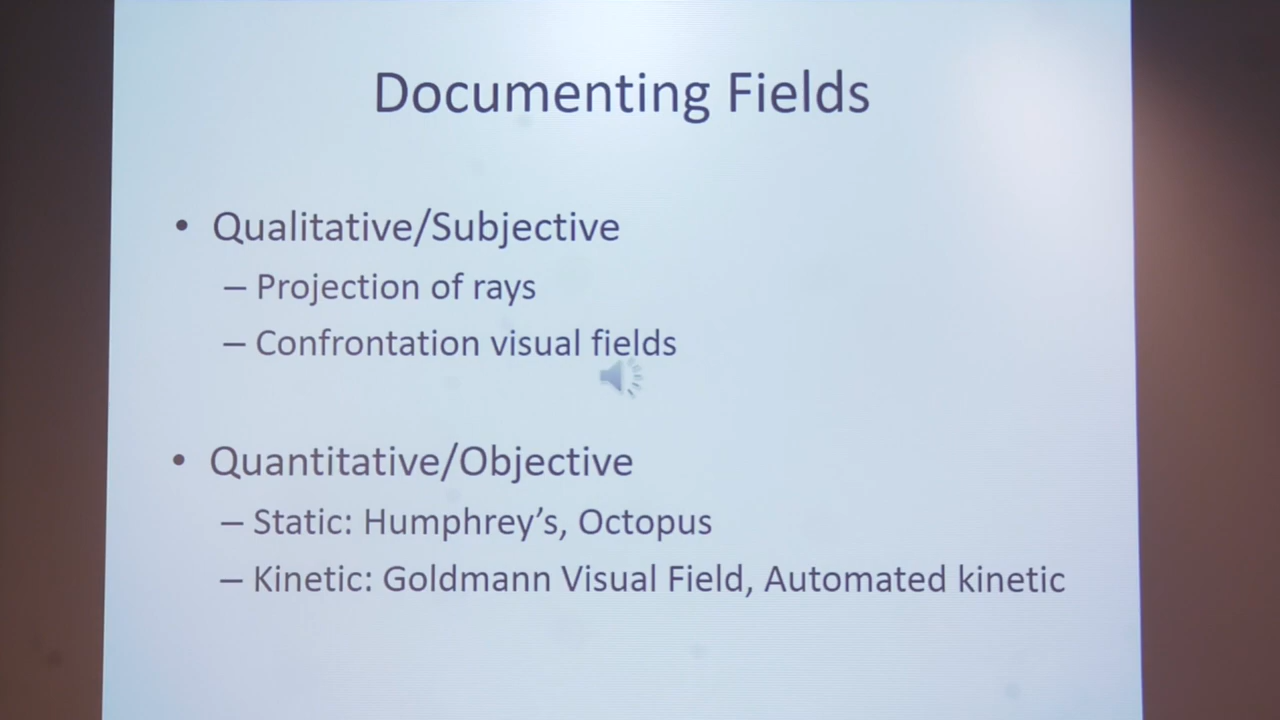 Documenting Fields
• Qualitative/Subjective
– Projection of rays
– Confrontation visual fields
• Quantitative/Objective
– Static: Humphrey’s, Octopus
– Kinetic: Goldmann Visual Field, Automated kinetic